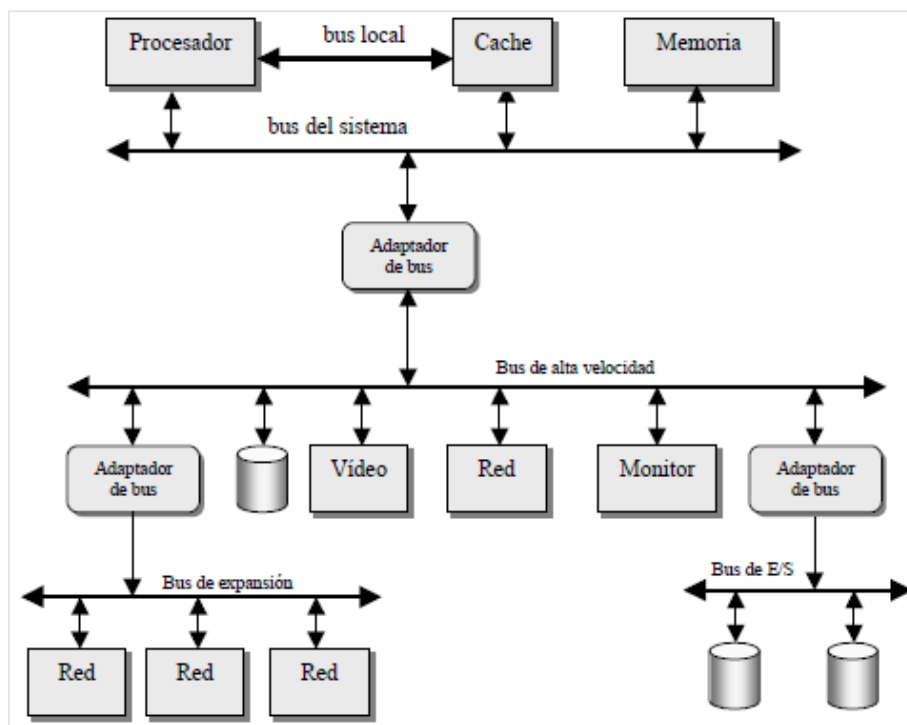 Procesador
bus local
Cache
Memoria
bus del sistema
Adaptador
de bus
Bus de alta velocidad
Adaptador
de bus
Vídeo
Red
Monitor
Adaptador
de bus
Bus de expansión
Bus de E/S
Red
Red
Red